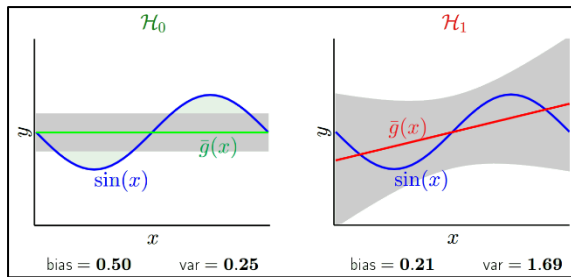 H₀
y
ḡ(x)
sin(x)
x
bias = 0.50 var = 0.25
H₁
y
ḡ(x)
sin(x)
x
bias = 0.21 var = 1.69